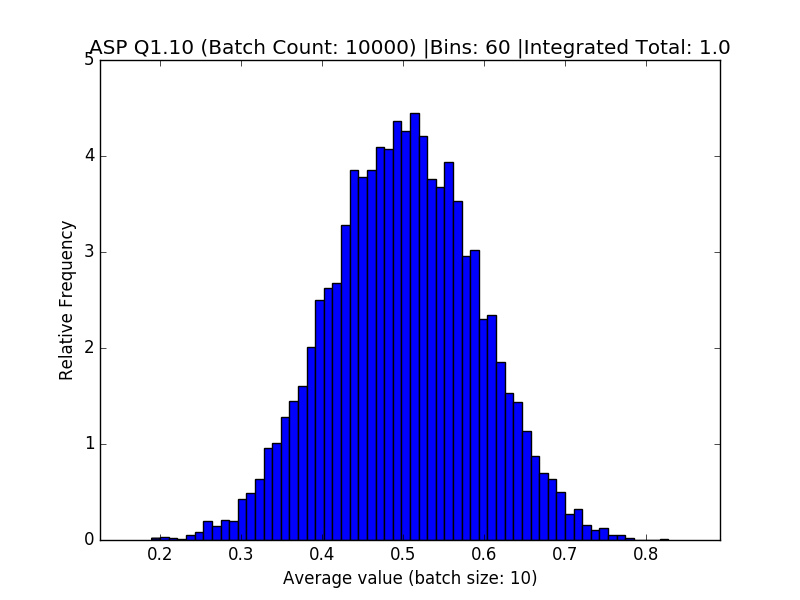 ASP Q1.10 (Batch Count: 10000) |Bins: 60 |Integrated Total: 1.0
5
4
3
2
1
0
Relative Frequency
0.2 0.3 0.4 0.5 0.6 0.7 0.8
Average value (batch size: 10)